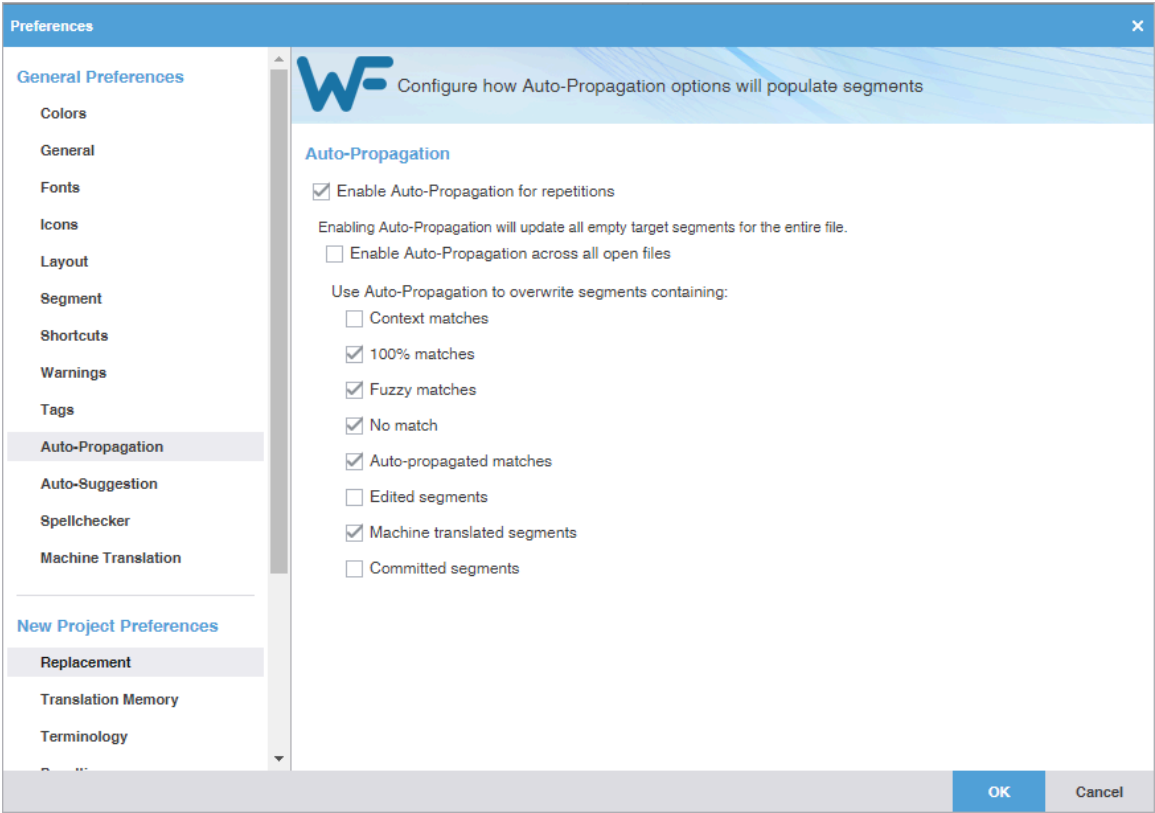 Preferences
General Preferences
Colors
General
Fonts
Icons
Layout
Segment
Shortcuts
Warnings
Tags
Auto-Propagation
Auto-Suggestion
Spellchecker
Machine Translation
New Project Preferences
Replacement
Translation Memory
Terminology
WF
Configure how Auto-Propagation options will populate segments
Auto-Propagation
Enable Auto-Propagation for repetitions
Enabling Auto-Propagation will update all empty target segments for the entire file.
Enable Auto-Propagation across all open files
Use Auto-Propagation to overwrite segments containing:
Context matches
100% matches
Fuzzy matches
No match
Auto-propagated matches
Edited segments
Machine translated segments
Committed segments
OK
Cancel